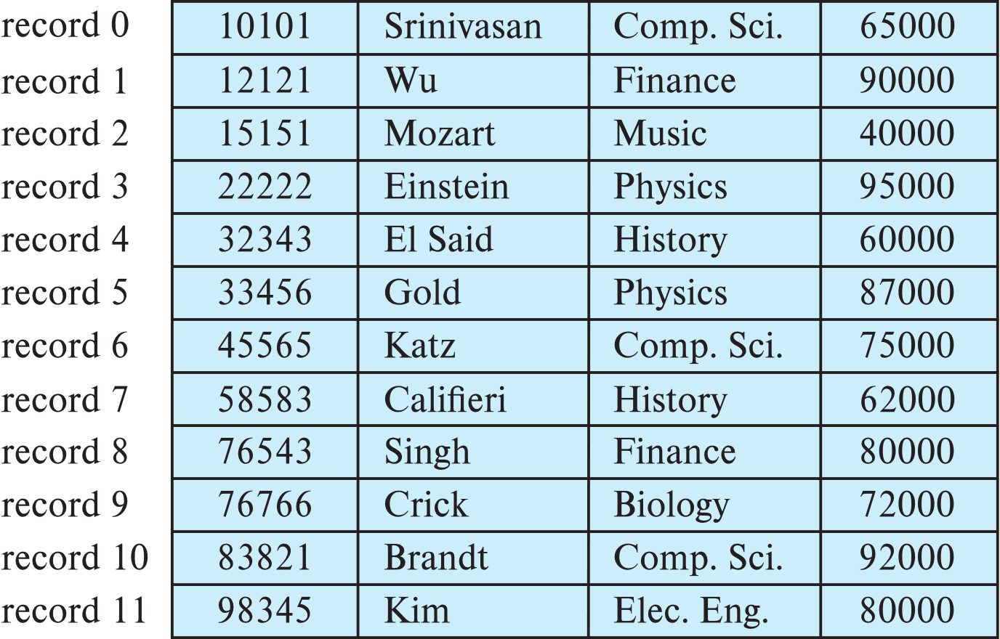 record 0 10101 Srinivasan Comp. Sci. 65000
record 1 12121 Wu Finance 90000
record 2 15151 Mozart Music 40000
record 3 22222 Einstein Physics 95000
record 4 32343 El Said History 60000
record 5 33456 Gold Physics 87000
record 6 45565 Katz Comp. Sci. 75000
record 7 58583 Califieri History 62000
record 8 76543 Singh Finance 80000
record 9 76766 Crick Biology 72000
record 10 83821 Brandt Comp. Sci. 92000
record 11 98345 Kim Elec. Eng. 80000